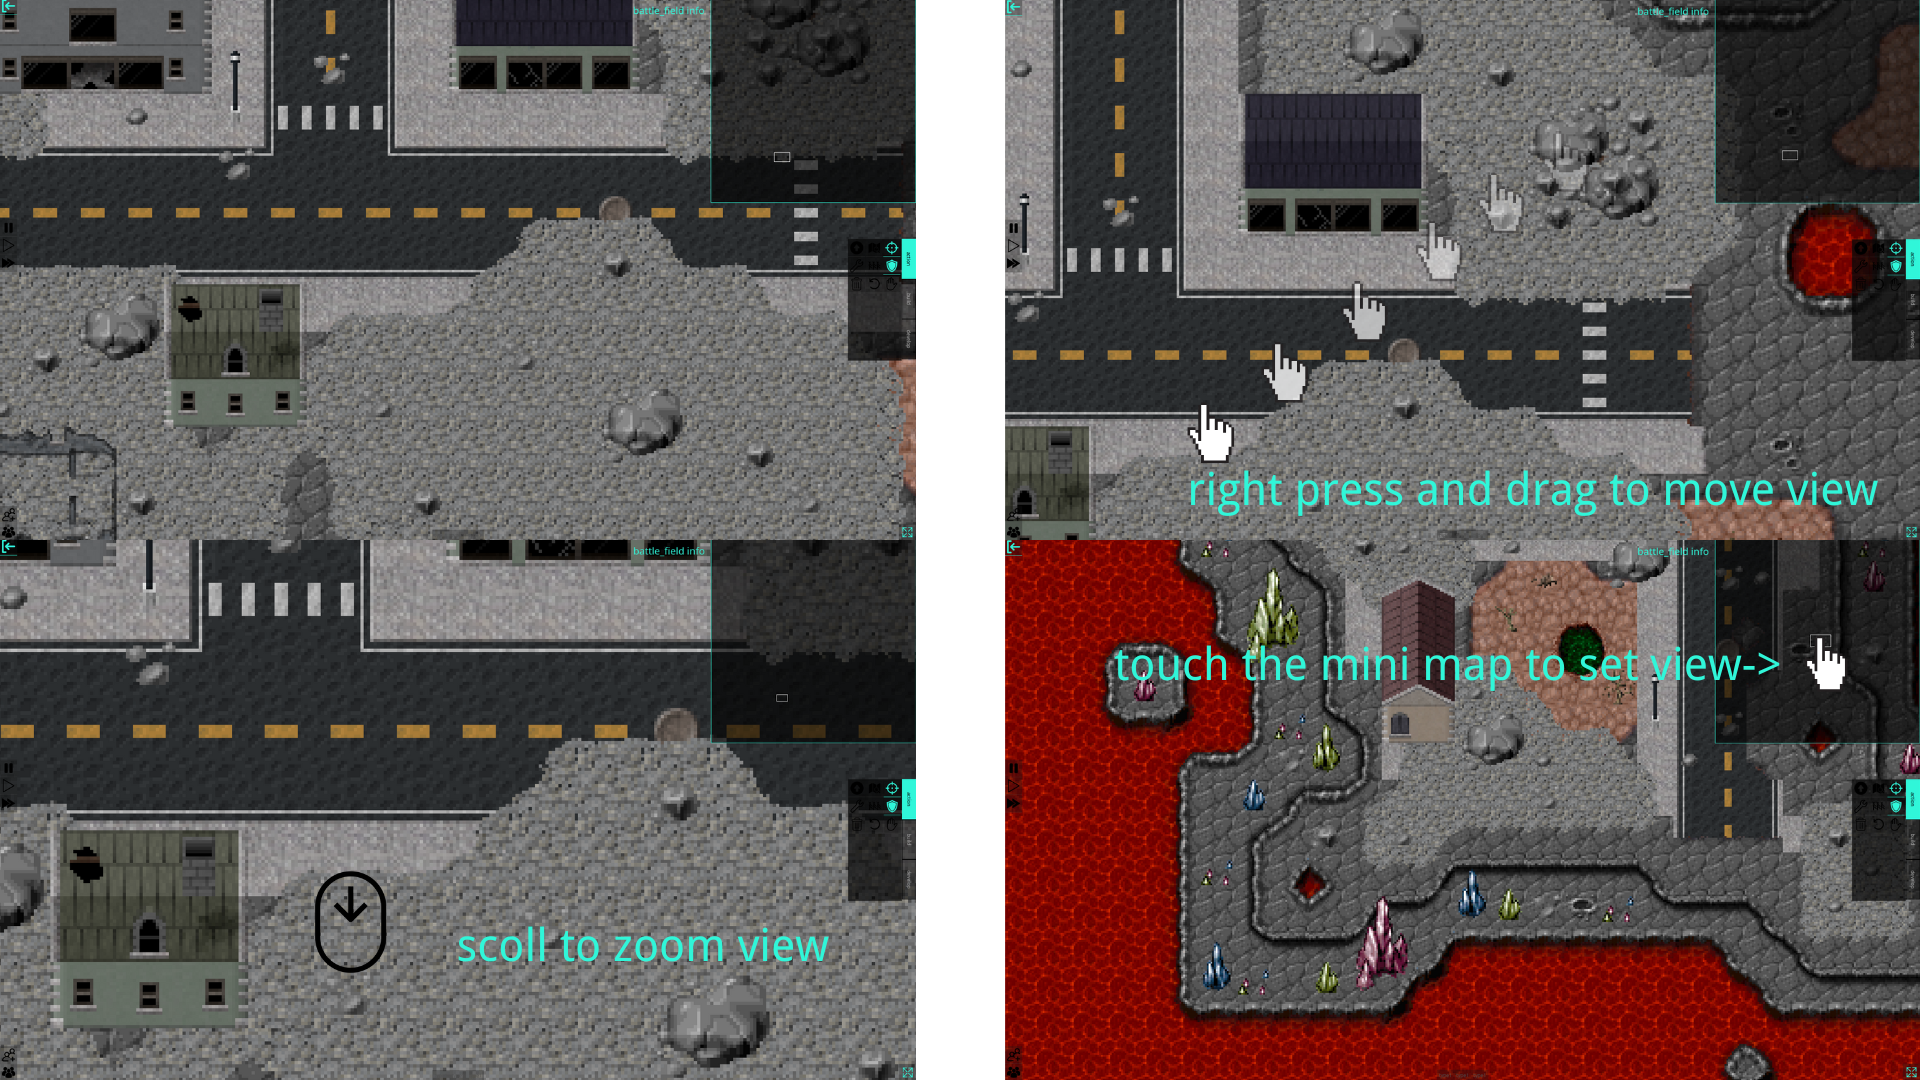 battle_field info
battle_field info
right press and drag to move view
battle_field info
scoll to zoom view
battle_field info
touch the mini map to set view->